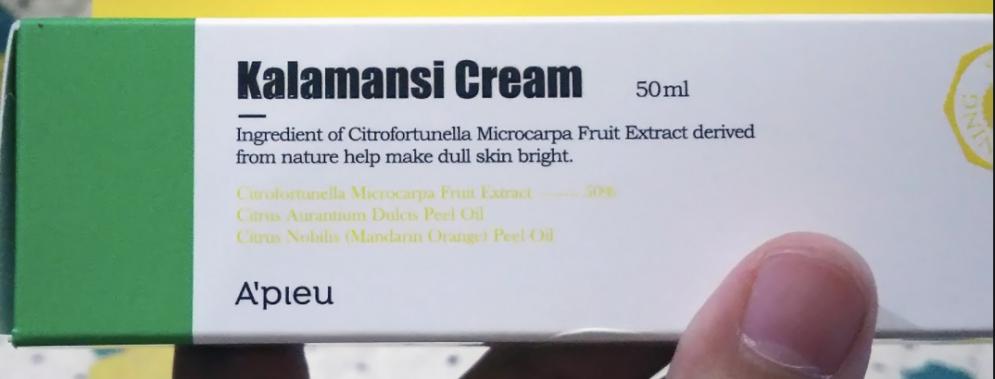 Kalamansi Cream 50ml
Ingredient of Citrofortunella Microcarpa Fruit Extract derived
from nature help make dull skin bright.
Citrofortunella Microcarpa Fruit Extract ——— 50%
Citrus Aurantium Dulcis Peel Oil
Citrus Nobilis (Mandarin Orange) Peel Oil
A'pieu